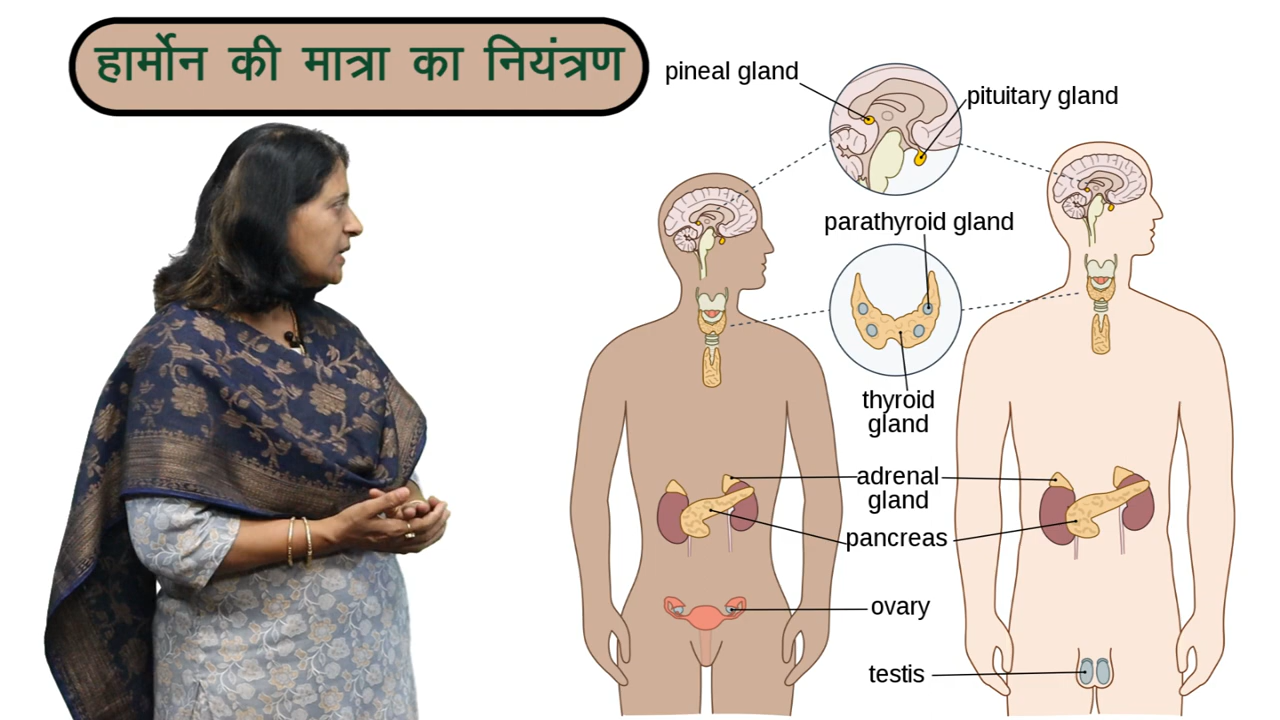 हार्मोन की मात्रा का नियंत्रण
pineal gland
pituitary gland
parathyroid gland
thyroid
gland
adrenal
gland
pancreas
ovary
testis